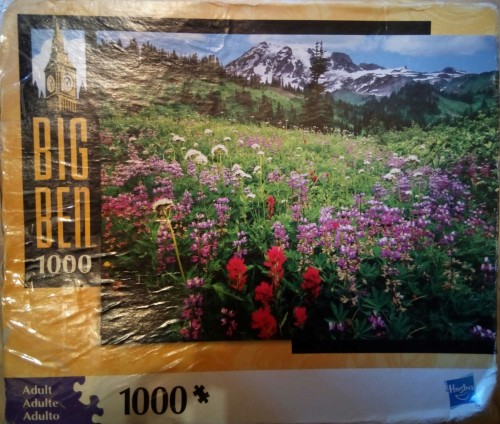 BIG
BEN
1000
Adult
Adulte
Adulto
1000
Hasbro